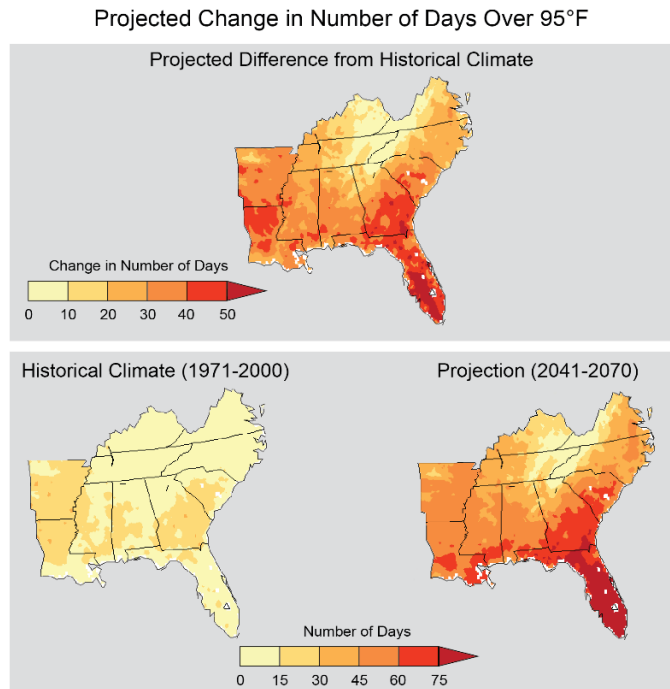 Projected Change in Number of Days Over 95°F
Projected Difference from Historical Climate
Change in Number of Days
0 10 20 30 40 50
Historical Climate (1971-2000)
Projection (2041-2070)
Number of Days
0 15 30 45 60 75